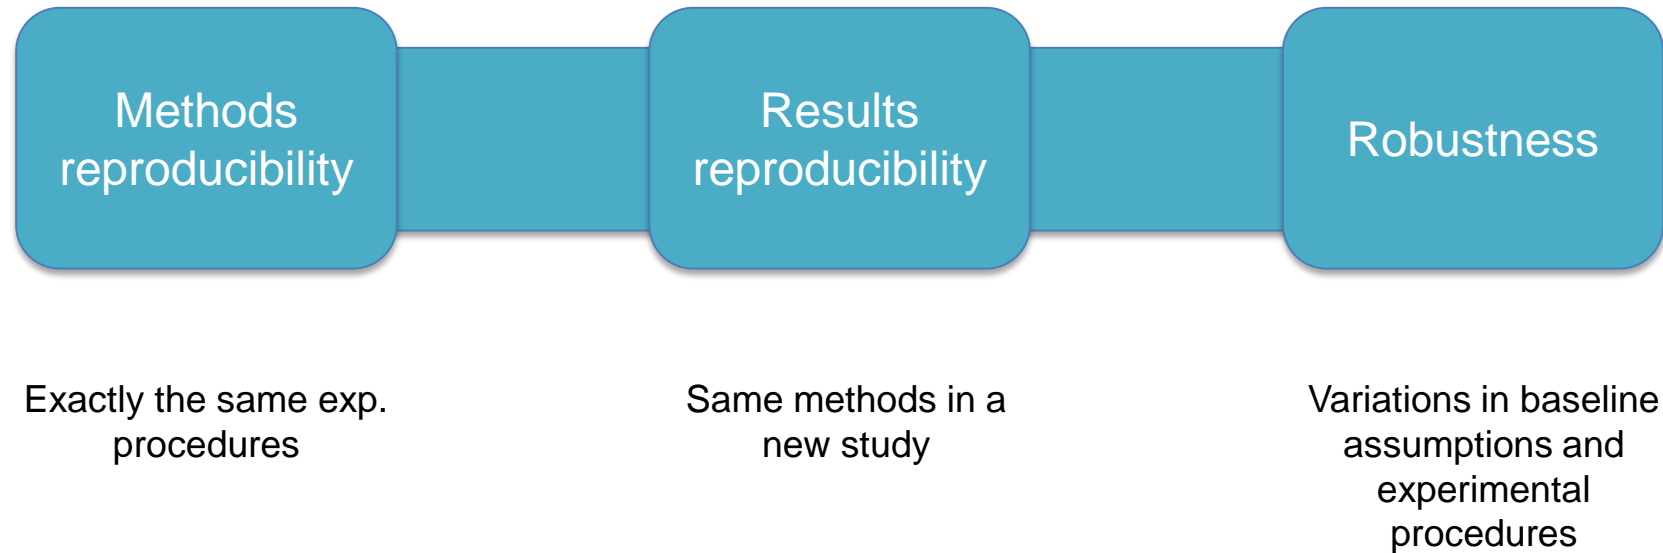 Methods
reproducibility
Results
reproducibility
Robustness
Exactly the same exp.
procedures
Same methods in a
new study
Variations in baseline
assumptions and
experimental
procedures